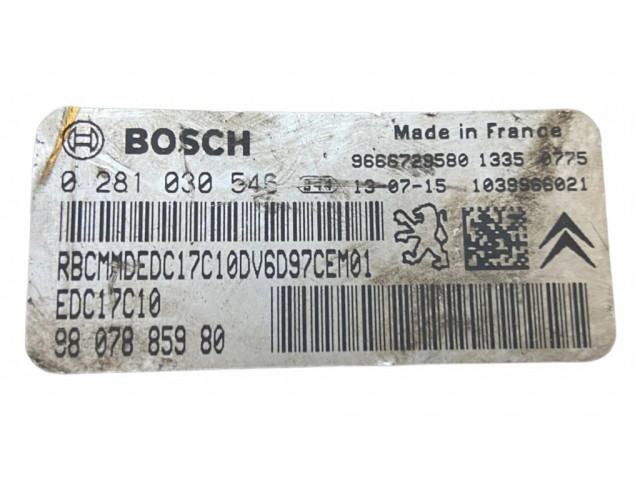 BOSCH Made in France
9666729580 1335 0775
0 281 030 546 13-07-15 1039966021
RBCMMDEDC17C10DV6D97CEM01
EDC17C10
98 078 859 80